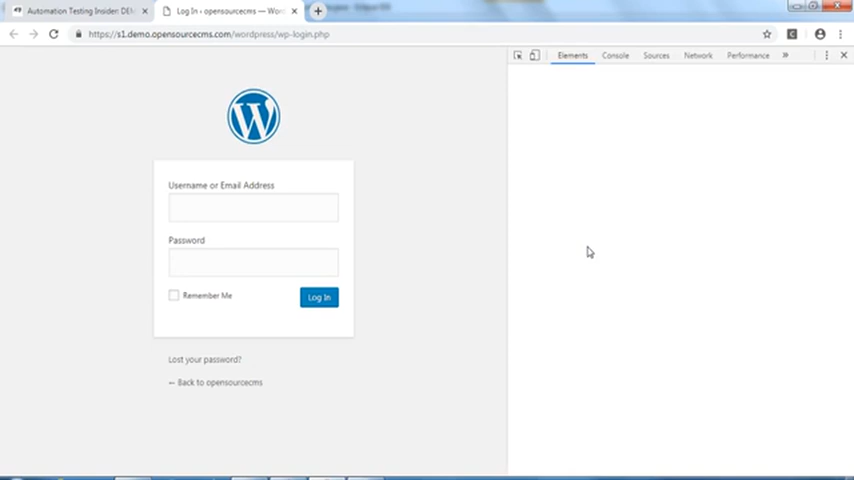 Automation Testing Insider: DEM
Log In ‹ opensourcecms — Wor
https://s1.demo.opensourcecms.com/wordpress/wp-login.php
Elements Console Sources Network Performance »
Username or Email Address
Password
Remember Me
Log In
Lost your password?
← Back to opensourcecms